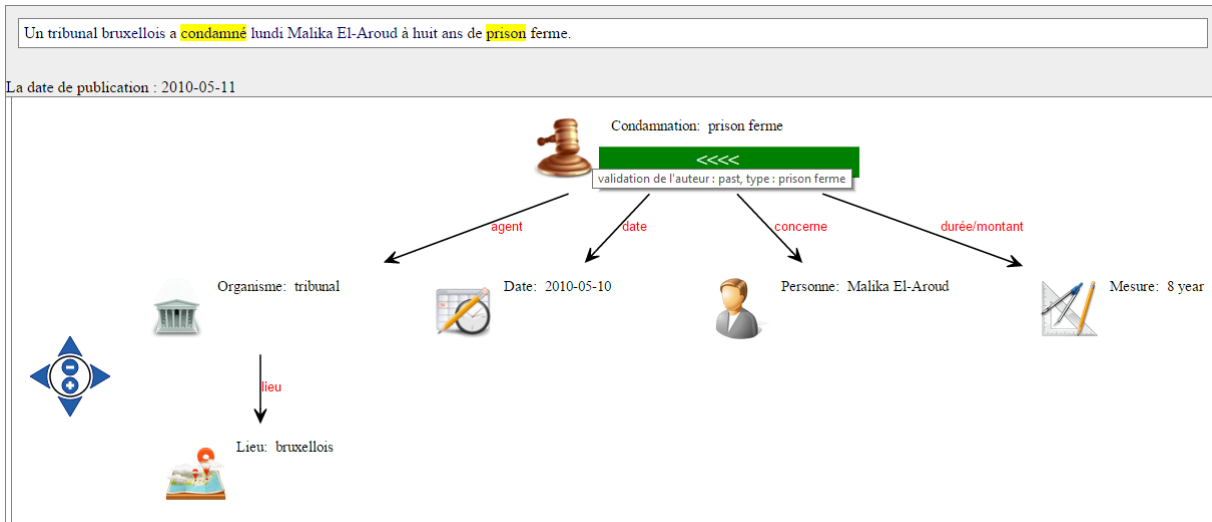 Un tribunal bruxellois a condamné lundi Malika El-Aroud à huit ans de prison ferme.
La date de publication : 2010-05-11
Condamnation: prison ferme
<<<<
validation de l'auteur : past, type : prison ferme
agent
date
concerne
durée/montant
Organisme: tribunal
Date: 2010-05-10
Personne: Malika El-Aroud
Mesure: 8 year
lieu
Lieu: bruxellois